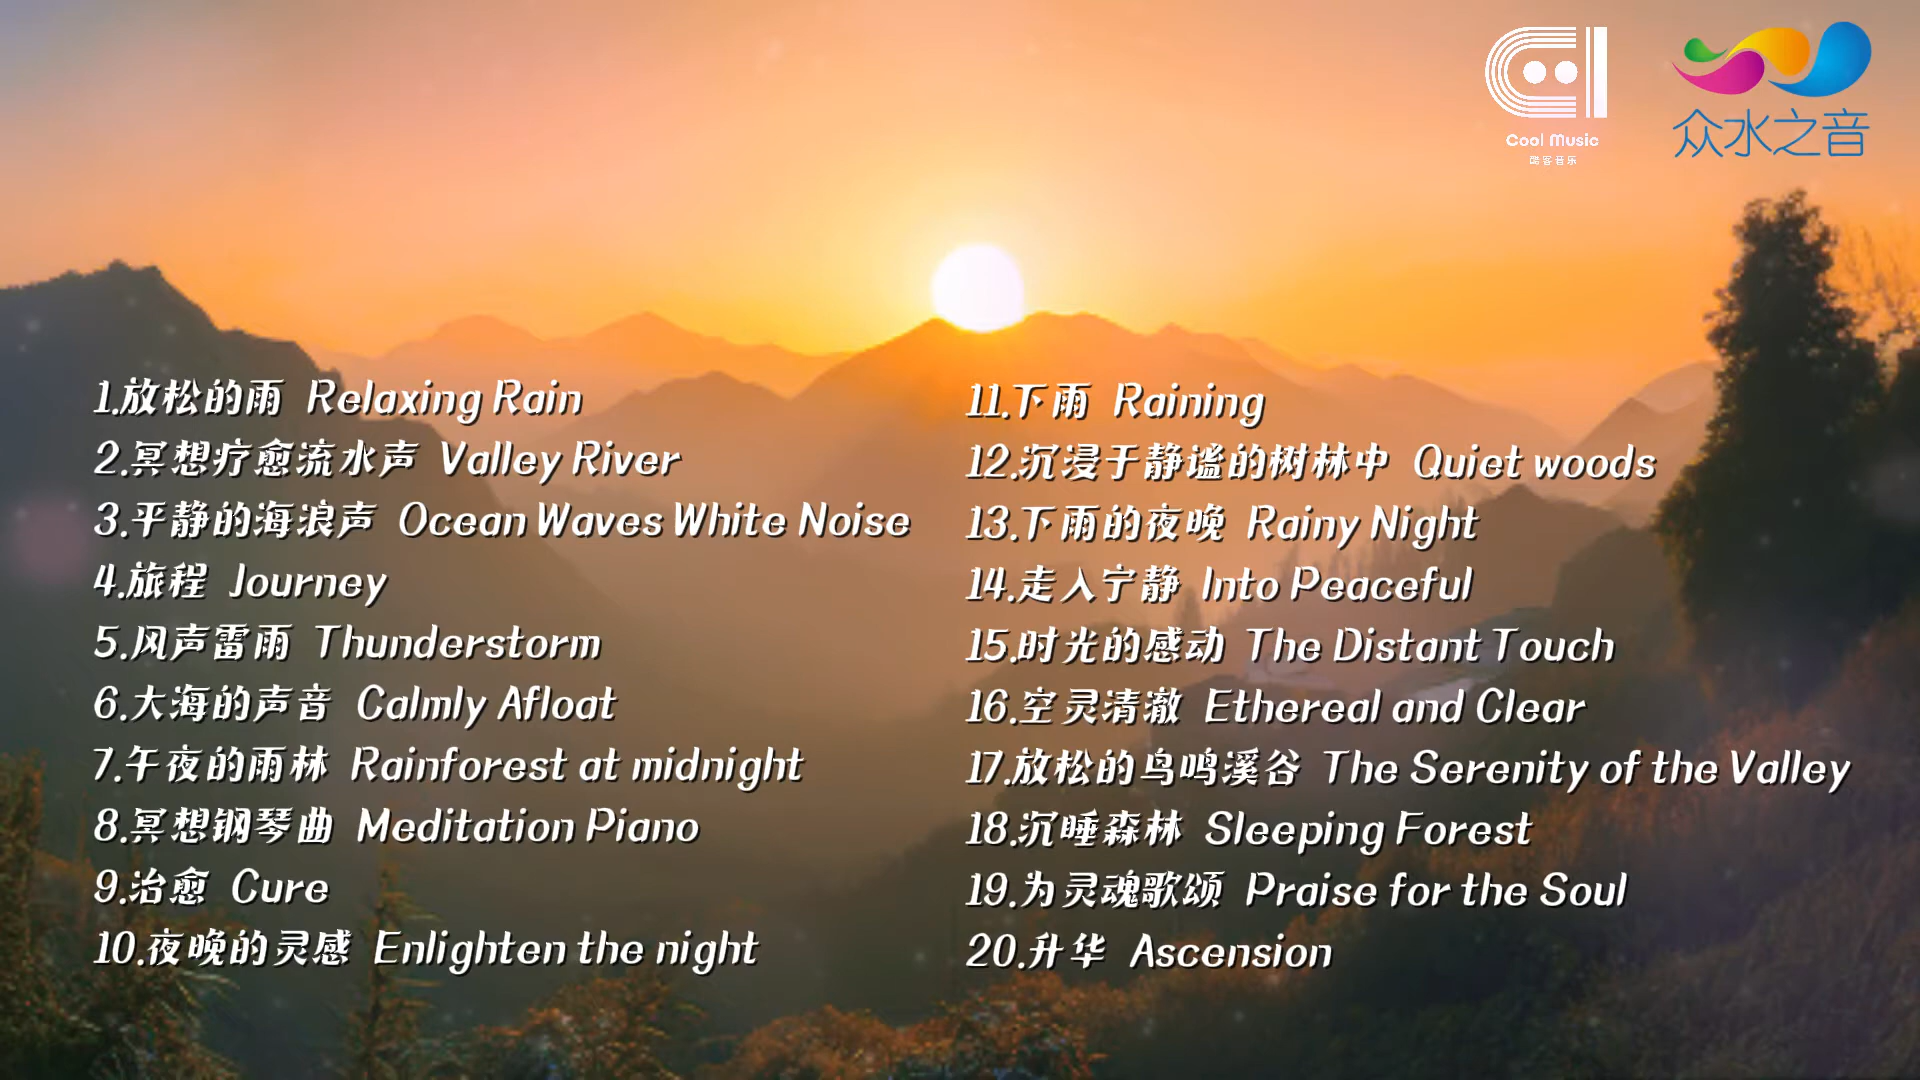 Cool Music
酷客音乐
众水之音
1.放松的雨 Relaxing Rain
2.冥想疗愈流水声 Valley River
3.平静的海浪声 Ocean Waves White Noise
4.旅程 Journey
5.风声雷雨 Thunderstorm
6.大海的声音 Calmly Afloat
7.午夜的雨林 Rainforest at midnight
8.冥想钢琴曲 Meditation Piano
9.治愈 Cure
10.夜晚的灵感 Enlighten the night
11.下雨 Raining
12.沉浸于静谧的树林中 Quiet woods
13.下雨的夜晚 Rainy Night
14.走入宁静 Into Peaceful
15.时光的感动 The Distant Touch
16.空灵清澈 Ethereal and Clear
17.放松的鸟鸣溪谷 The Serenity of the Valley
18.沉睡森林 Sleeping Forest
19.为灵魂歌颂 Praise for the Soul
20.升华 Ascension